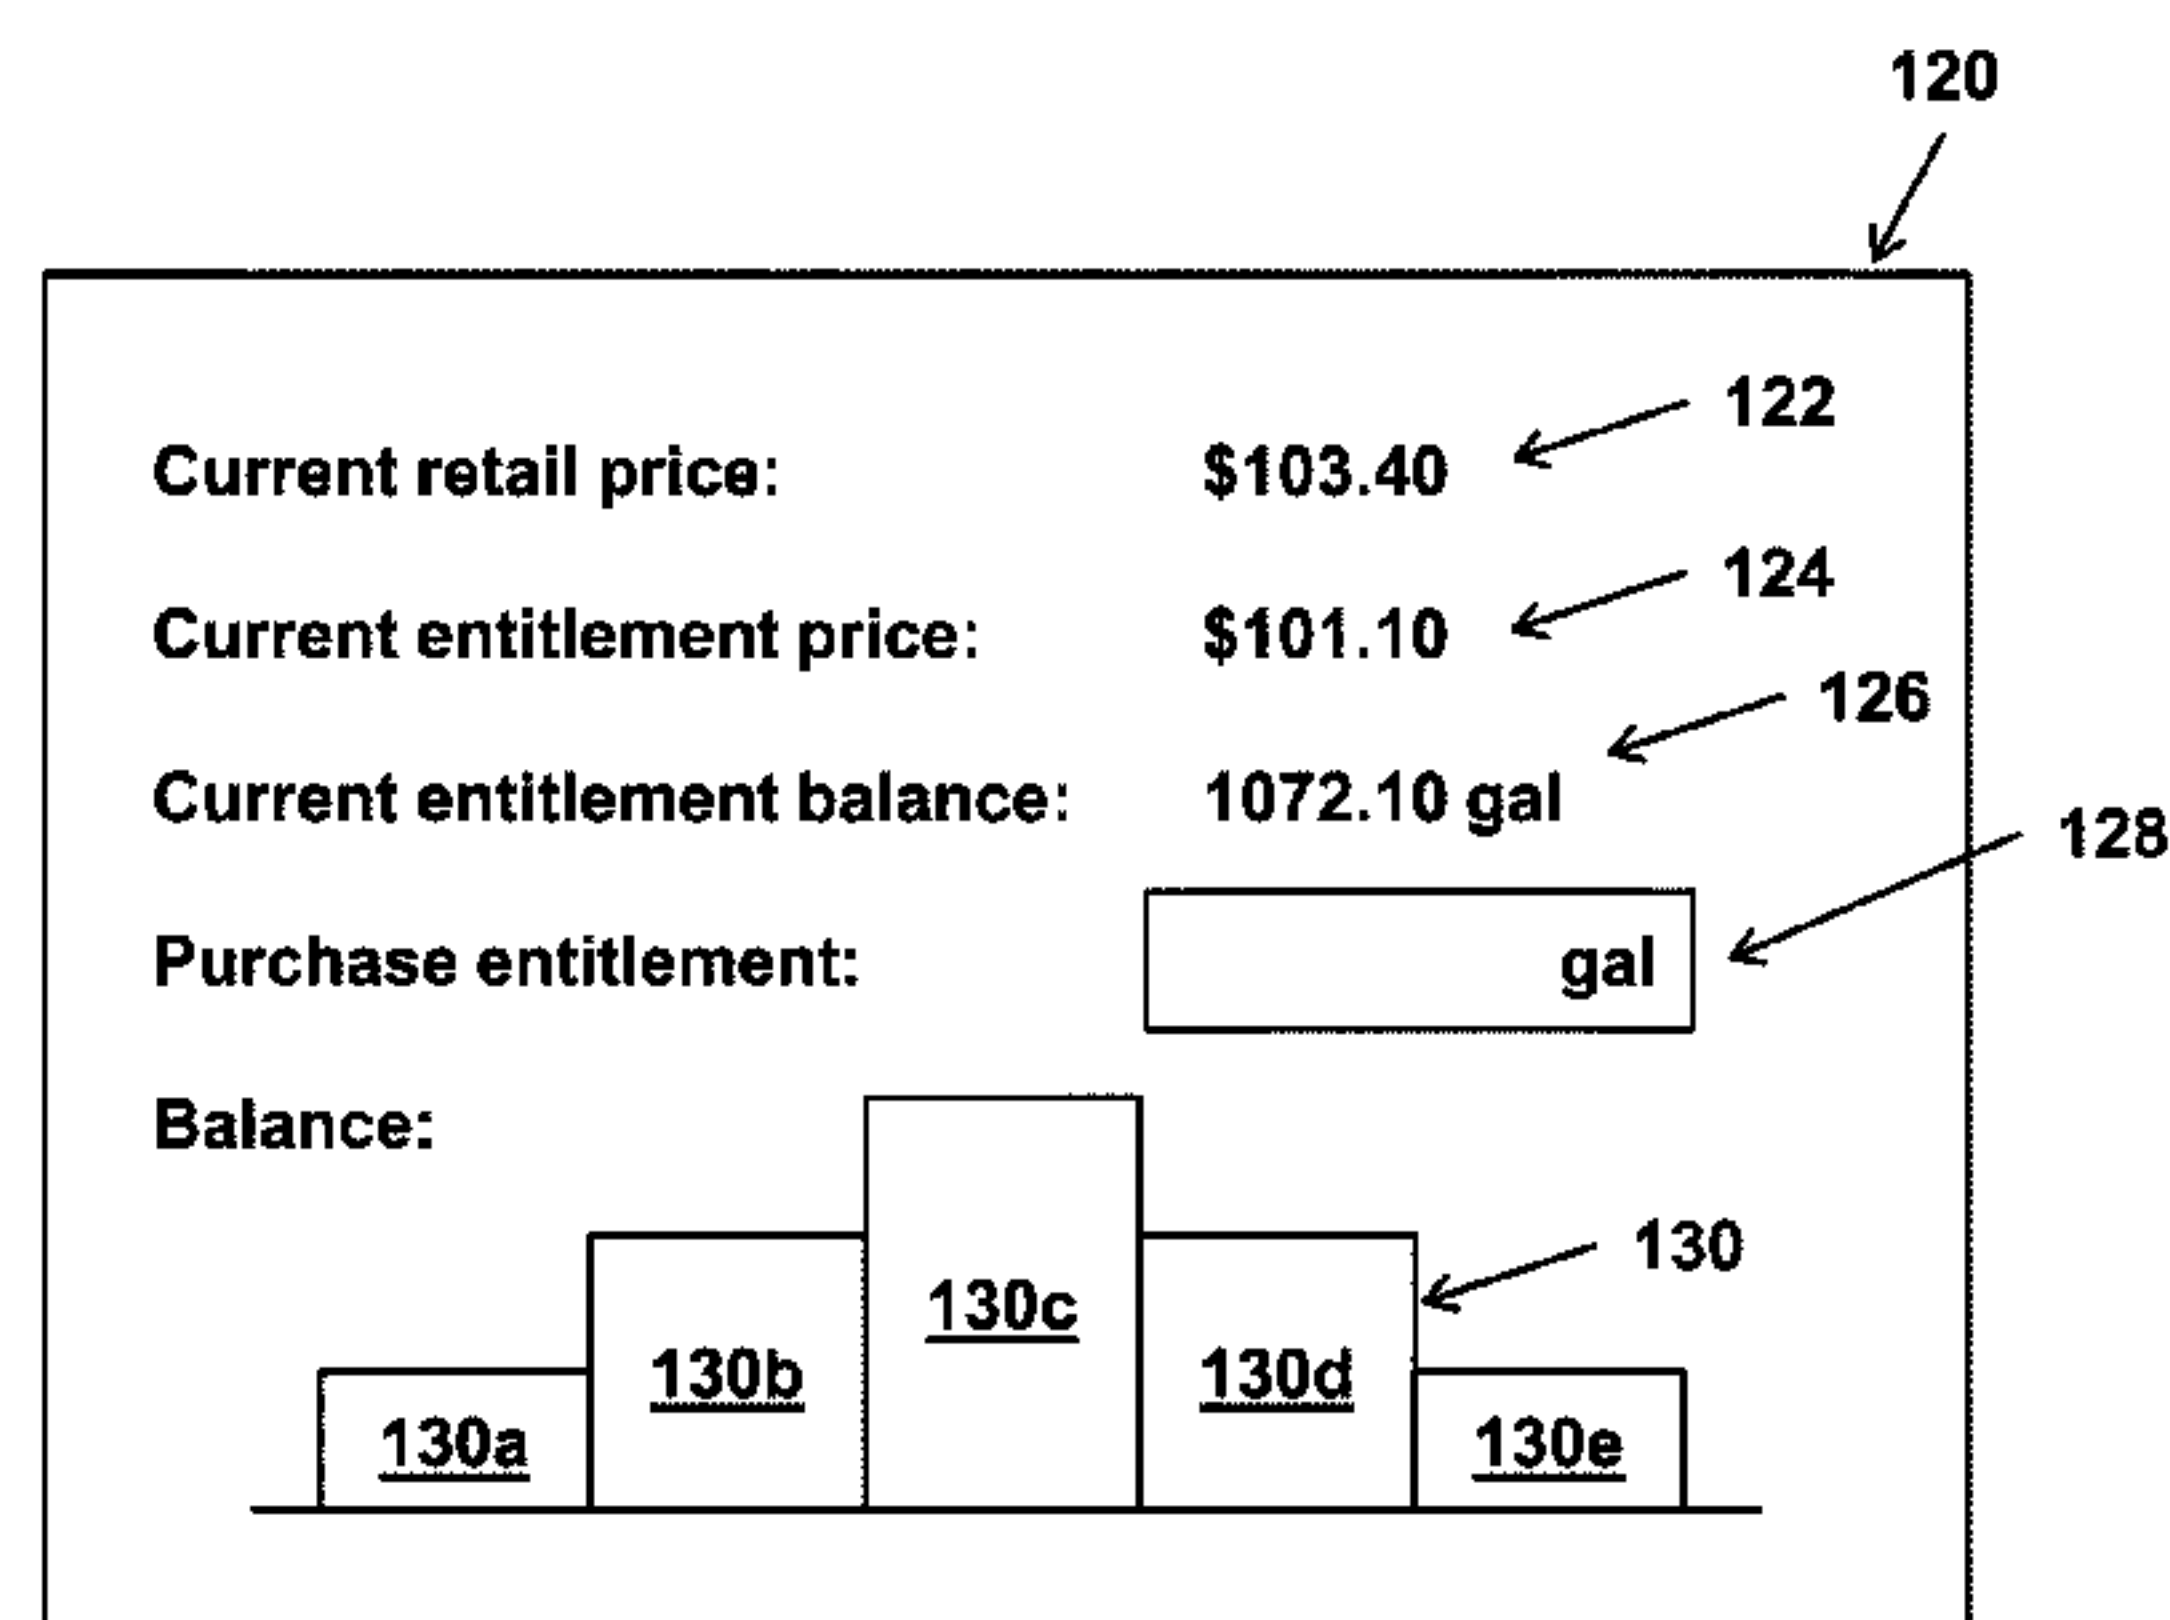 120
122
Current retail price: $103.40
124
Current entitlement price: $101.10
126
Current entitlement balance: 1072.10 gal
128
Purchase entitlement: gal
Balance:
130
130c
130b 130d
130a 130e